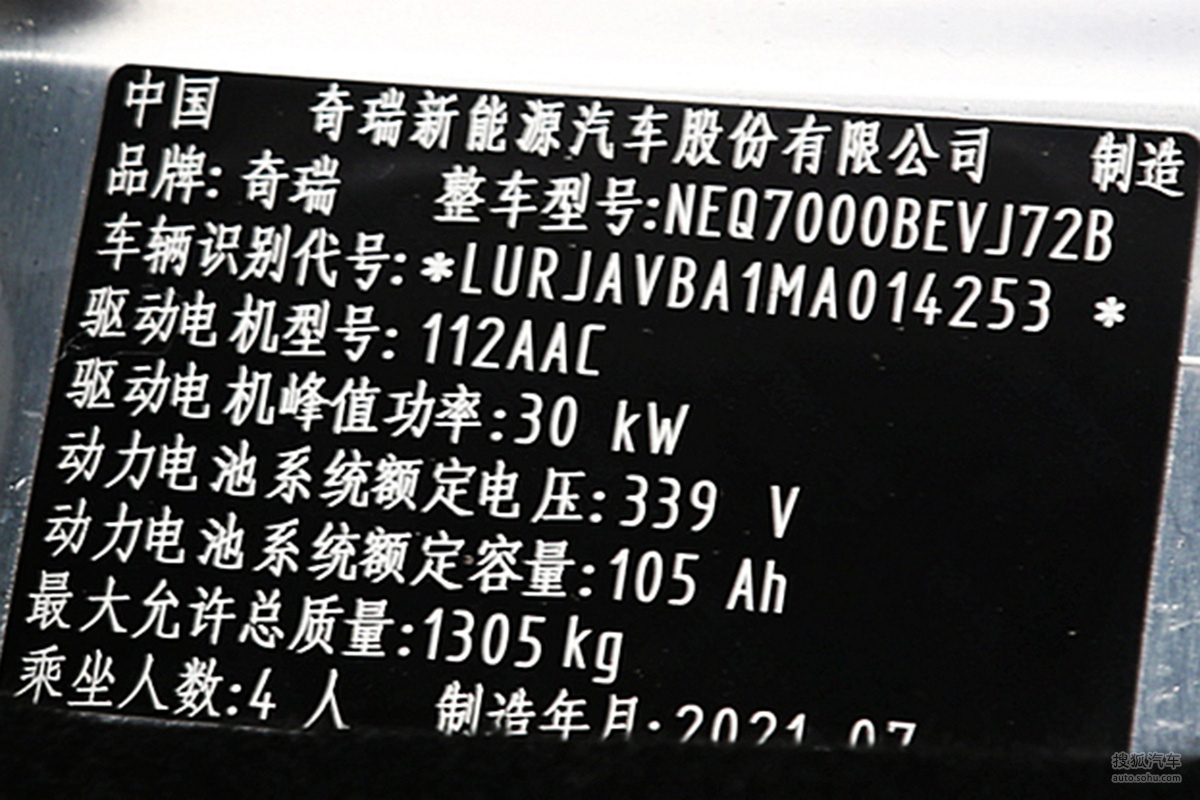 中国 奇瑞新能源汽车股份有限公司 制造
品牌: 奇瑞 整车型号:NEQ7000BEVJ72B
车辆识别代号:*LURJAVBA1MA014253 *
驱动电机型号: 112AAC
驱动电机峰值功率:30 kW
动力电池系统额定电压:339 V
动力电池系统额定容量:105 Ah
最大允许总质量:1305 kg
乘坐人数:4 人 制造年月:2021 07
搜狐汽车
auto.sohu.com